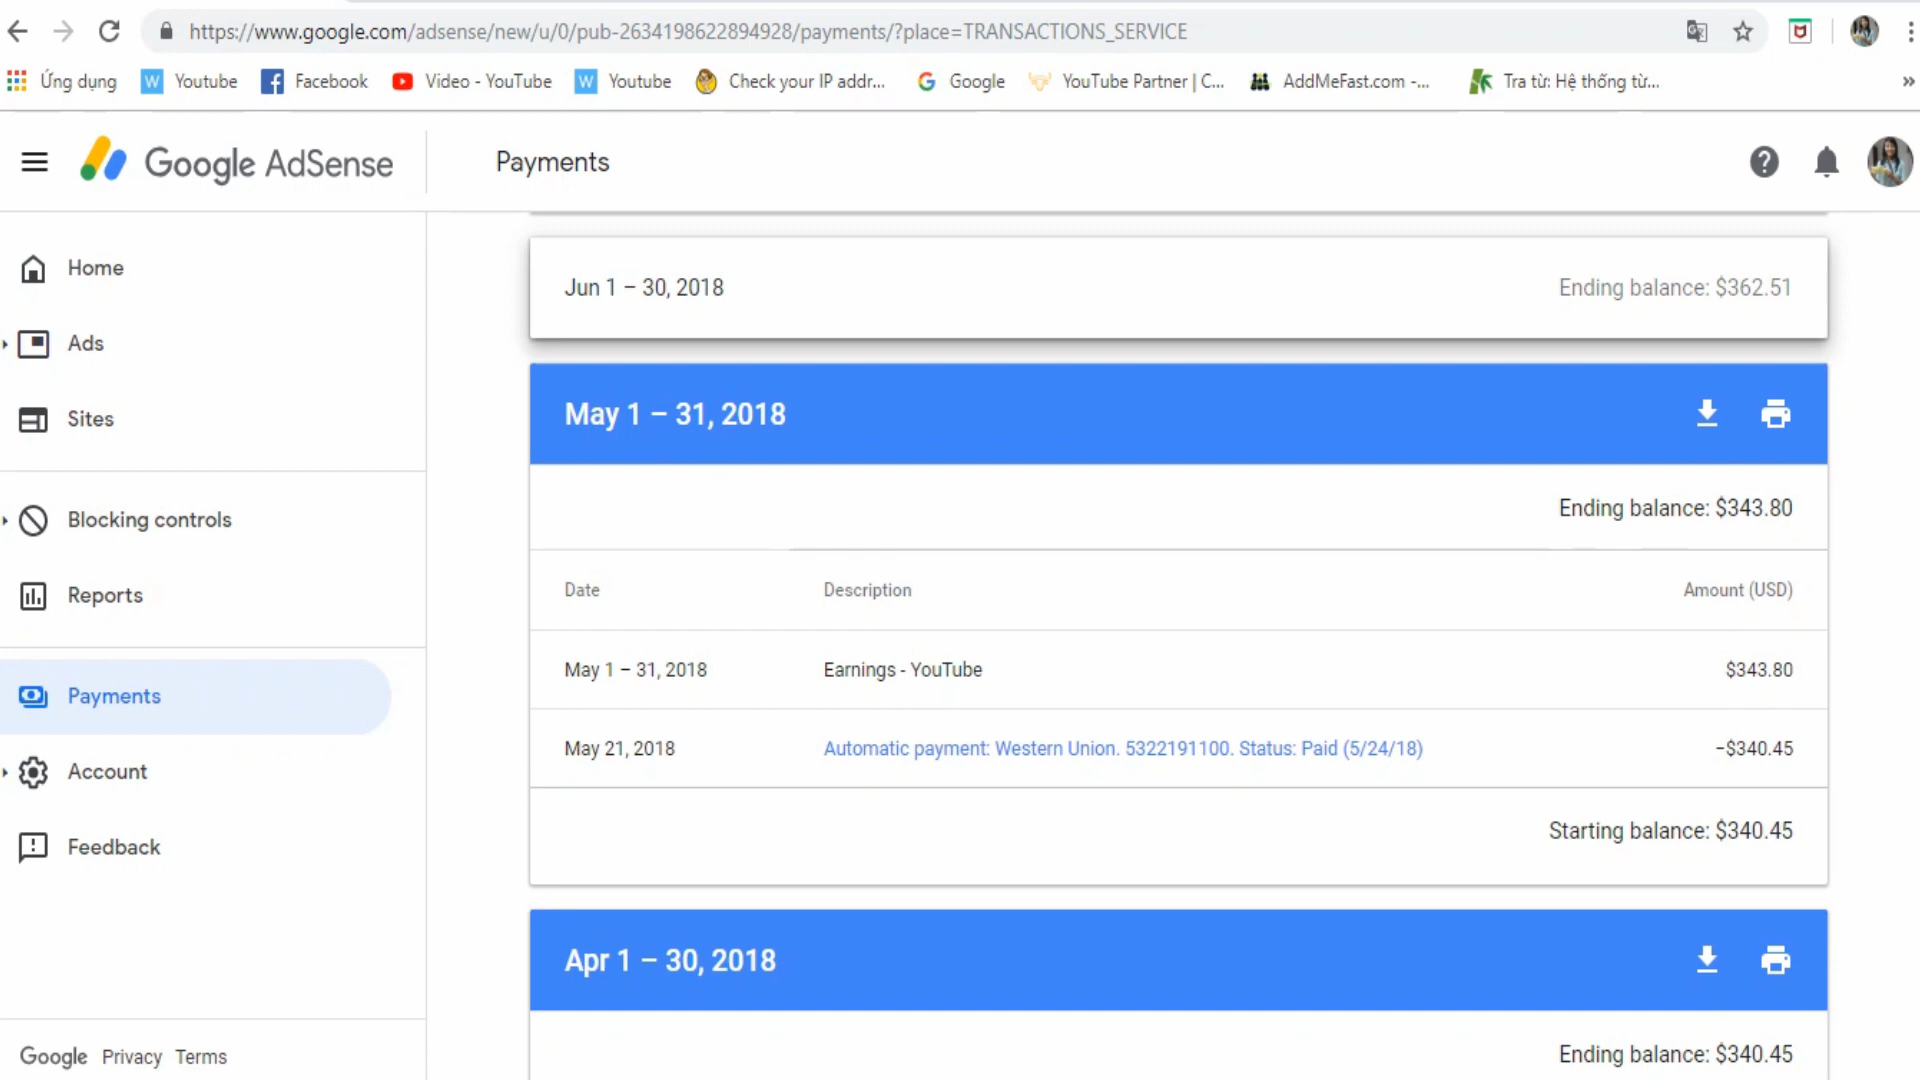 https://www.google.com/adsense/new/u/0/pub-2634198622894928/payments/?place=TRANSACTIONS_SERVICE
Ứng dụng Youtube Facebook Video - YouTube Youtube Check your IP addr... Google YouTube Partner | C... AddMeFast.com -... Tra từ: Hệ thống từ... »
Google AdSense Payments
Home
Ads
Sites
Blocking controls
Reports
Payments
Account
Feedback
Google Privacy Terms
Jun 1 – 30, 2018 Ending balance: $362.51
May 1 – 31, 2018
Ending balance: $343.80
Date Description Amount (USD)
May 1 – 31, 2018 Earnings - YouTube $343.80
May 21, 2018 Automatic payment: Western Union. 5322191100. Status: Paid (5/24/18) −$340.45
Starting balance: $340.45
Apr 1 – 30, 2018
Ending balance: $340.45